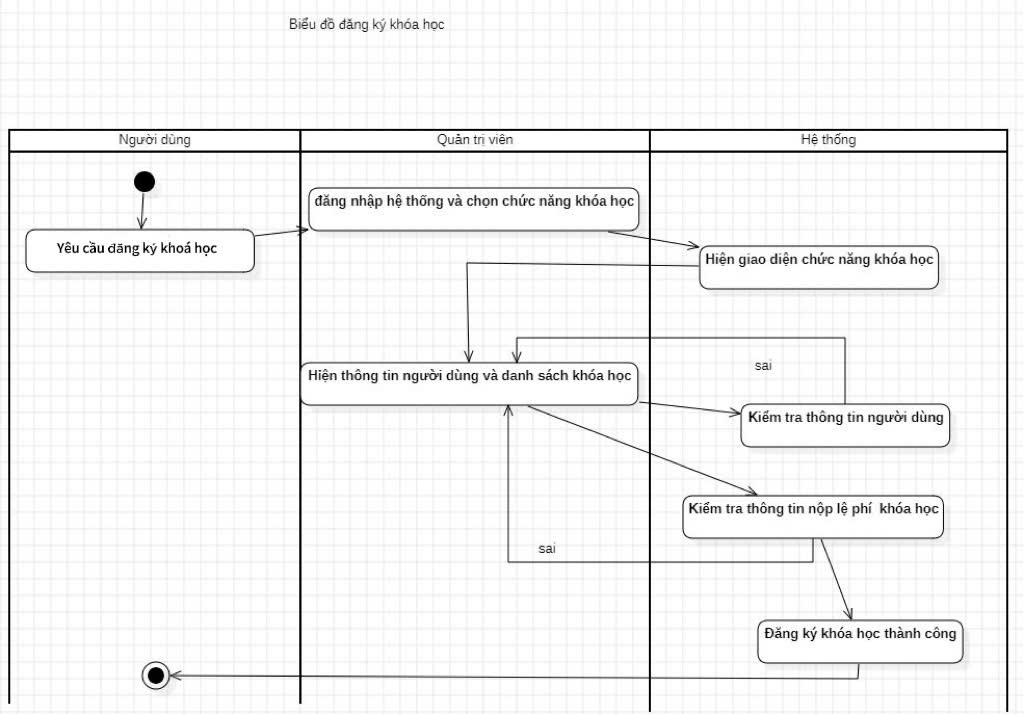 Biểu đồ đăng ký khóa học
Người dùng
Quản trị viên
Hệ thống
đăng nhập hệ thống và chọn chức năng khóa học
Yêu cầu đăng ký khoá học
Hiện giao diện chức năng khóa học
sai
Hiện thông tin người dùng và danh sách khóa học
Kiểm tra thông tin người dùng
Kiểm tra thông tin nộp lệ phí khóa học
sai
Đăng ký khóa học thành công